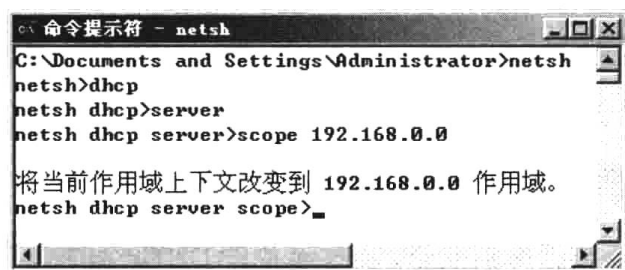 命令提示符 - netsh
C:\Documents and Settings\Administrator>netsh
netsh>dhcp
netsh dhcp>server
netsh dhcp server>scope 192.168.0.0
将当前作用域上下文改变到 192.168.0.0 作用域。
netsh dhcp server scope>_